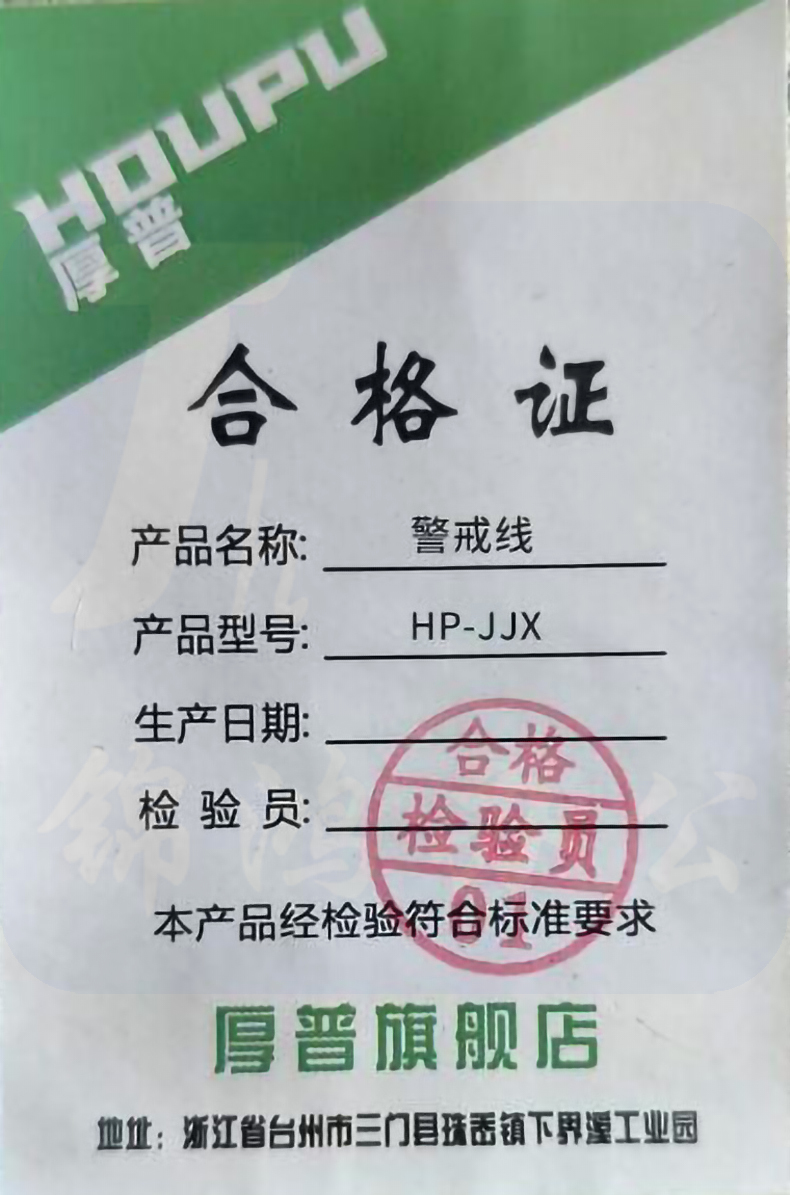 HOUPU
厚普
合格证
产品名称: 警戒线
产品型号: HP-JJX
生产日期:
检 验 员:
合格
检验员
01
本产品经检验符合标准要求
厚普旗舰店
地址: 浙江省台州市三门县珠岙镇下界溪工业园
锦鸿 公